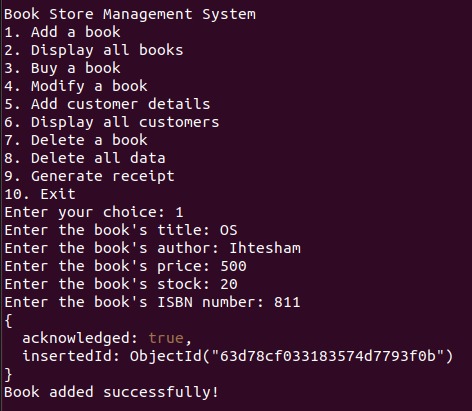 Book Store Management System
1. Add a book
2. Display all books
3. Buy a book
4. Modify a book
5. Add customer details
6. Display all customers
7. Delete a book
8. Delete all data
9. Generate receipt
10. Exit
Enter your choice: 1
Enter the book's title: OS
Enter the book's author: Ihtesham
Enter the book's price: 500
Enter the book's stock: 20
Enter the book's ISBN number: 811
{
  acknowledged: true,
  insertedId: ObjectId("63d78cf033183574d7793f0b")
}
Book added successfully!